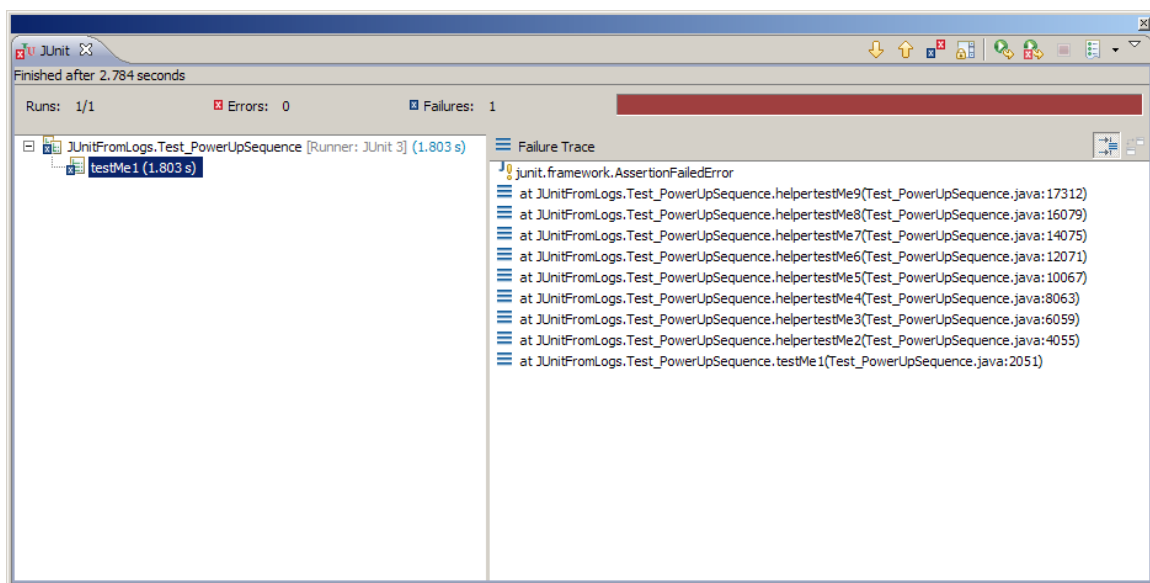 JUnit
Finished after 2.784 seconds
Runs: 1/1 Errors: 0 Failures: 1
JUnitFromLogs.Test_PowerUpSequence [Runner: JUnit 3] (1.803 s)
testMe1 (1.803 s)
Failure Trace
junit.framework.AssertionFailedError
at JUnitFromLogs.Test_PowerUpSequence.helpertestMe9(Test_PowerUpSequence.java:17312)
at JUnitFromLogs.Test_PowerUpSequence.helpertestMe8(Test_PowerUpSequence.java:16079)
at JUnitFromLogs.Test_PowerUpSequence.helpertestMe7(Test_PowerUpSequence.java:14075)
at JUnitFromLogs.Test_PowerUpSequence.helpertestMe6(Test_PowerUpSequence.java:12071)
at JUnitFromLogs.Test_PowerUpSequence.helpertestMe5(Test_PowerUpSequence.java:10067)
at JUnitFromLogs.Test_PowerUpSequence.helpertestMe4(Test_PowerUpSequence.java:8063)
at JUnitFromLogs.Test_PowerUpSequence.helpertestMe3(Test_PowerUpSequence.java:6059)
at JUnitFromLogs.Test_PowerUpSequence.helpertestMe2(Test_PowerUpSequence.java:4055)
at JUnitFromLogs.Test_PowerUpSequence.testMe1(Test_PowerUpSequence.java:2051)